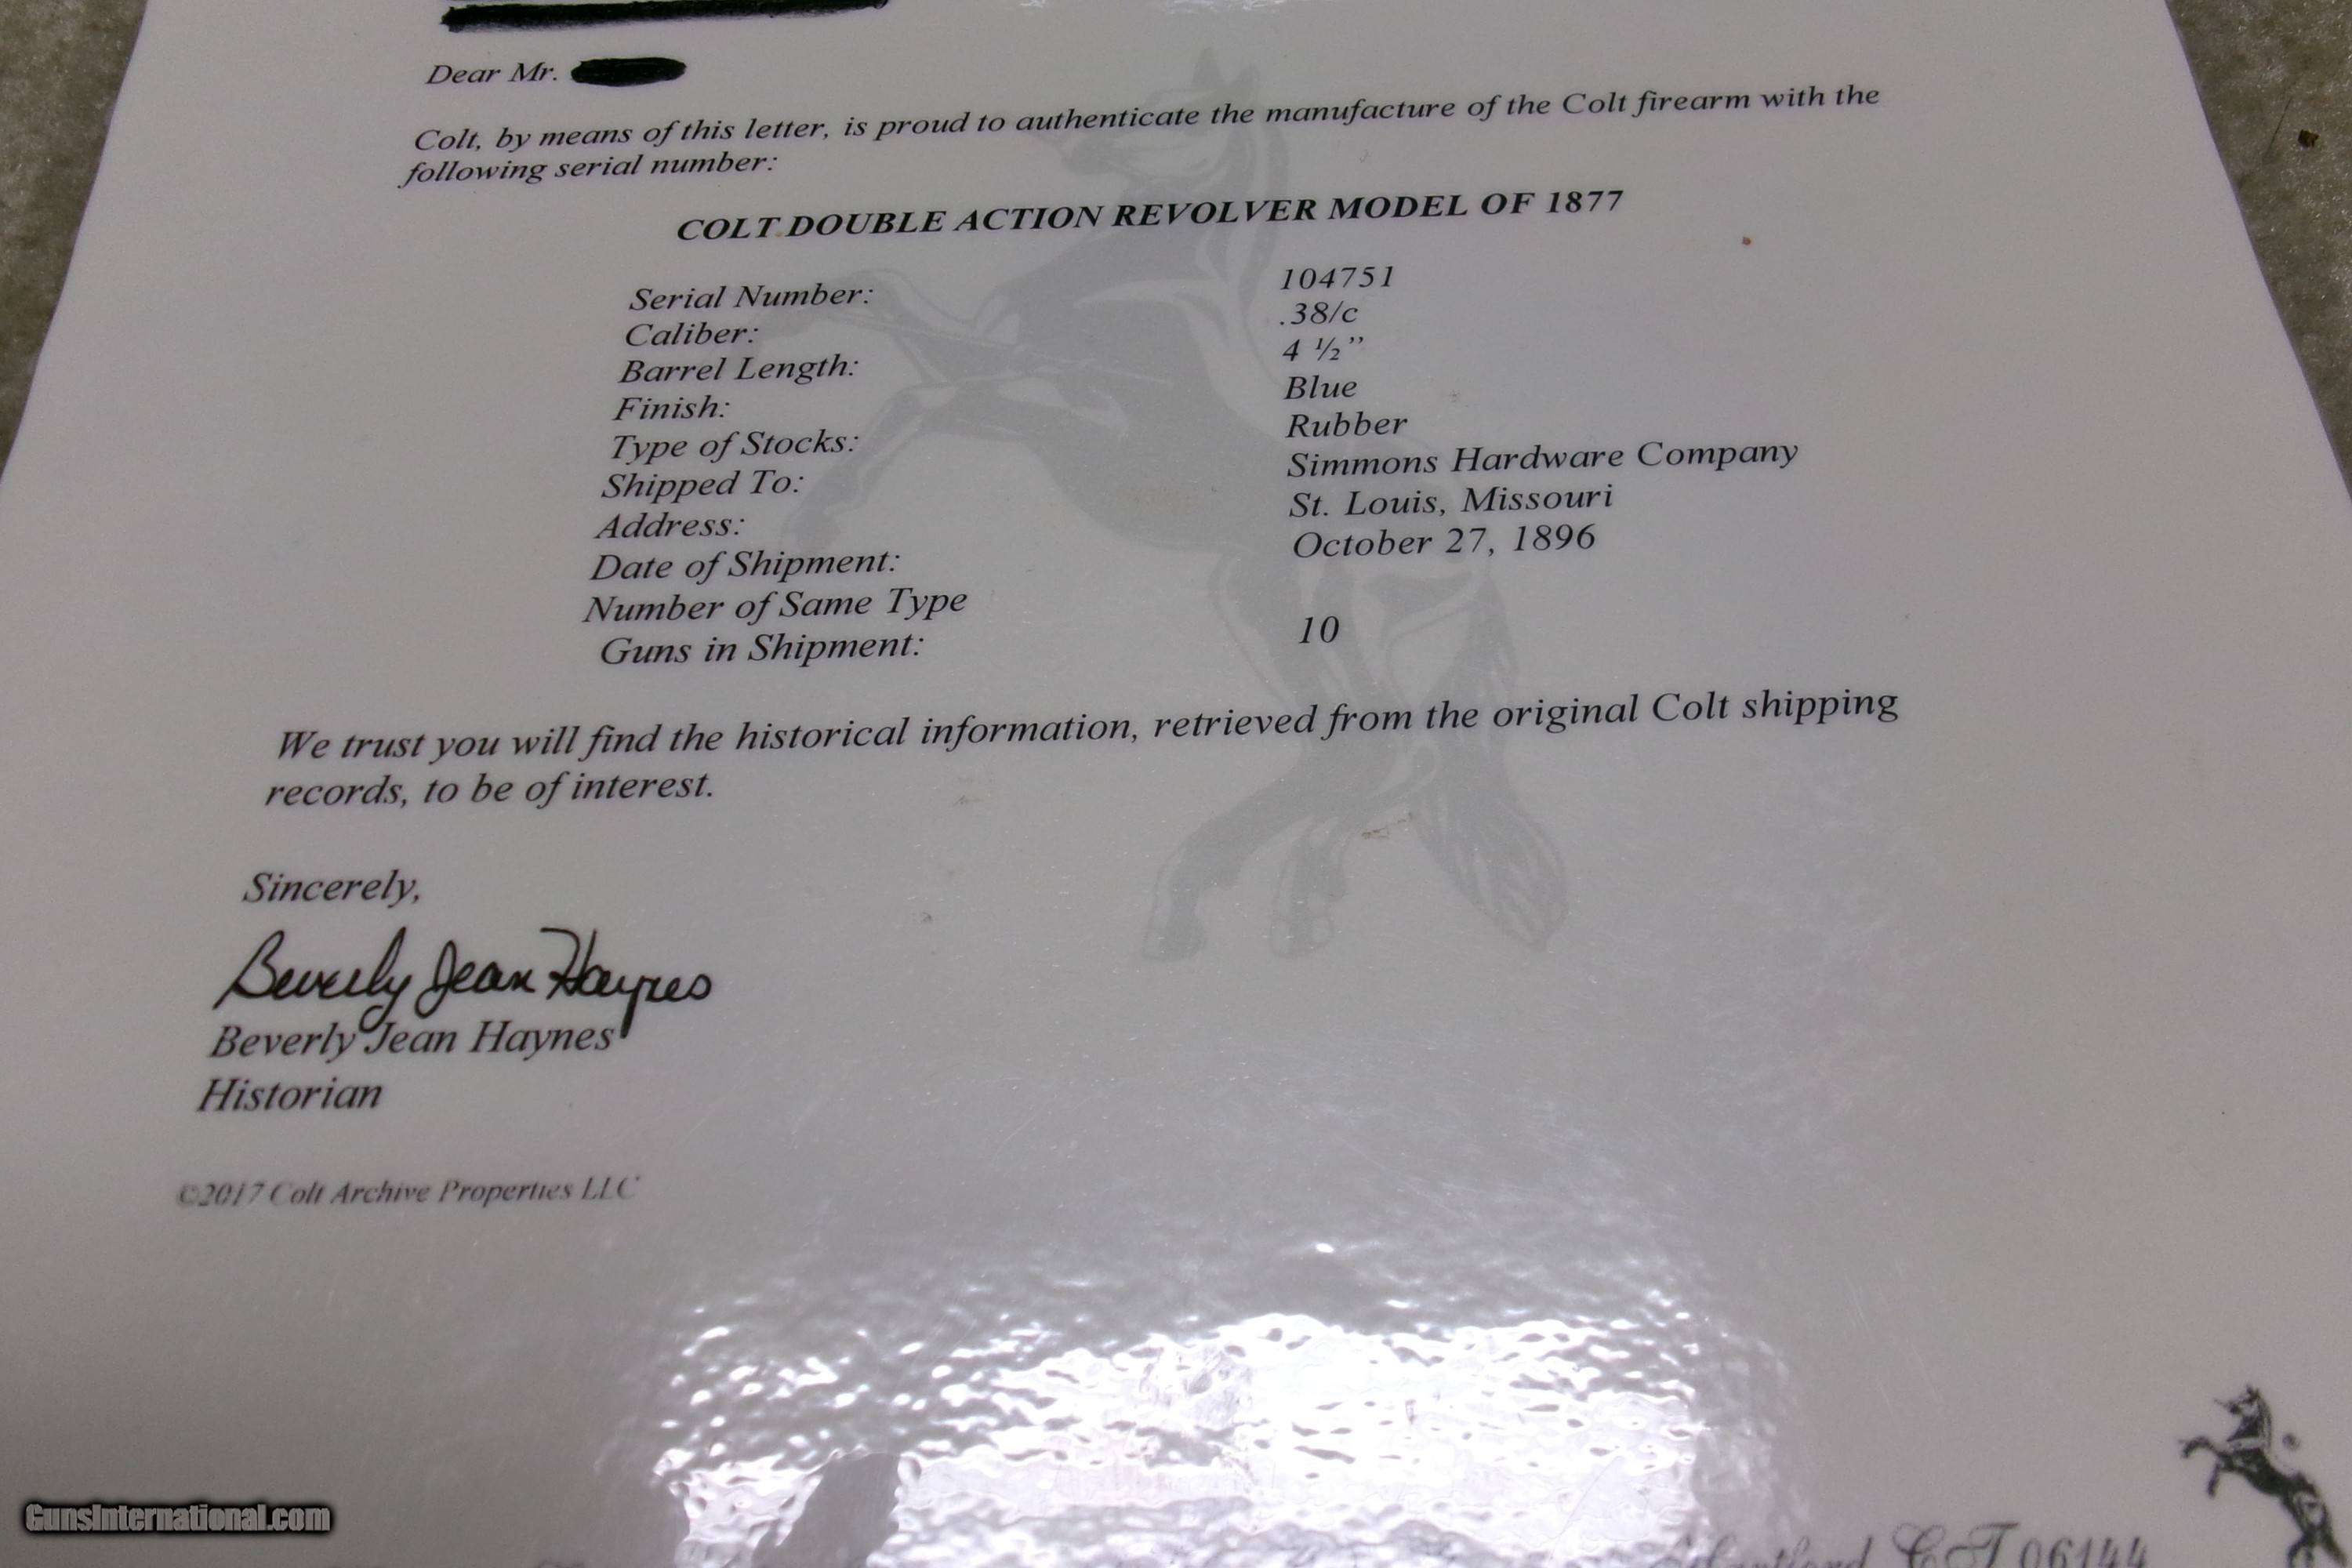 Dear Mr.
Colt, by means of this letter, is proud to authenticate the manufacture of the Colt firearm with the
following serial number:
COLT DOUBLE ACTION REVOLVER MODEL OF 1877
Serial Number: 104751
Caliber: .38/c
Barrel Length: 4 ½”
Finish: Blue
Type of Stocks: Rubber
Shipped To: Simmons Hardware Company
Address: St. Louis, Missouri
Date of Shipment: October 27, 1896
Number of Same Type
Guns in Shipment: 10
We trust you will find the historical information, retrieved from the original Colt shipping
records, to be of interest.
Sincerely,
Beverly Jean Haynes
Beverly Jean Haynes
Historian
©2017 Colt Archive Properties LLC
GunsInternational.com
Hartford CT 06144